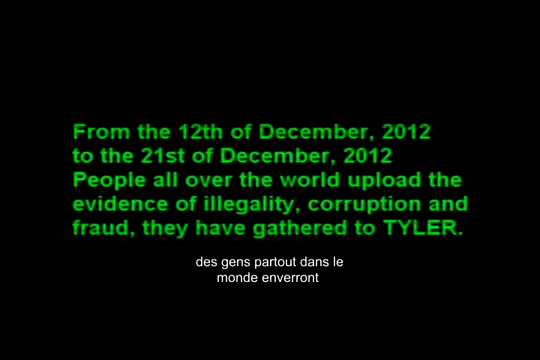 From the 12th of December, 2012
to the 21st of December, 2012
People all over the world upload the
evidence of illegality, corruption and
fraud, they have gathered to TYLER.
des gens partout dans le
monde enverront